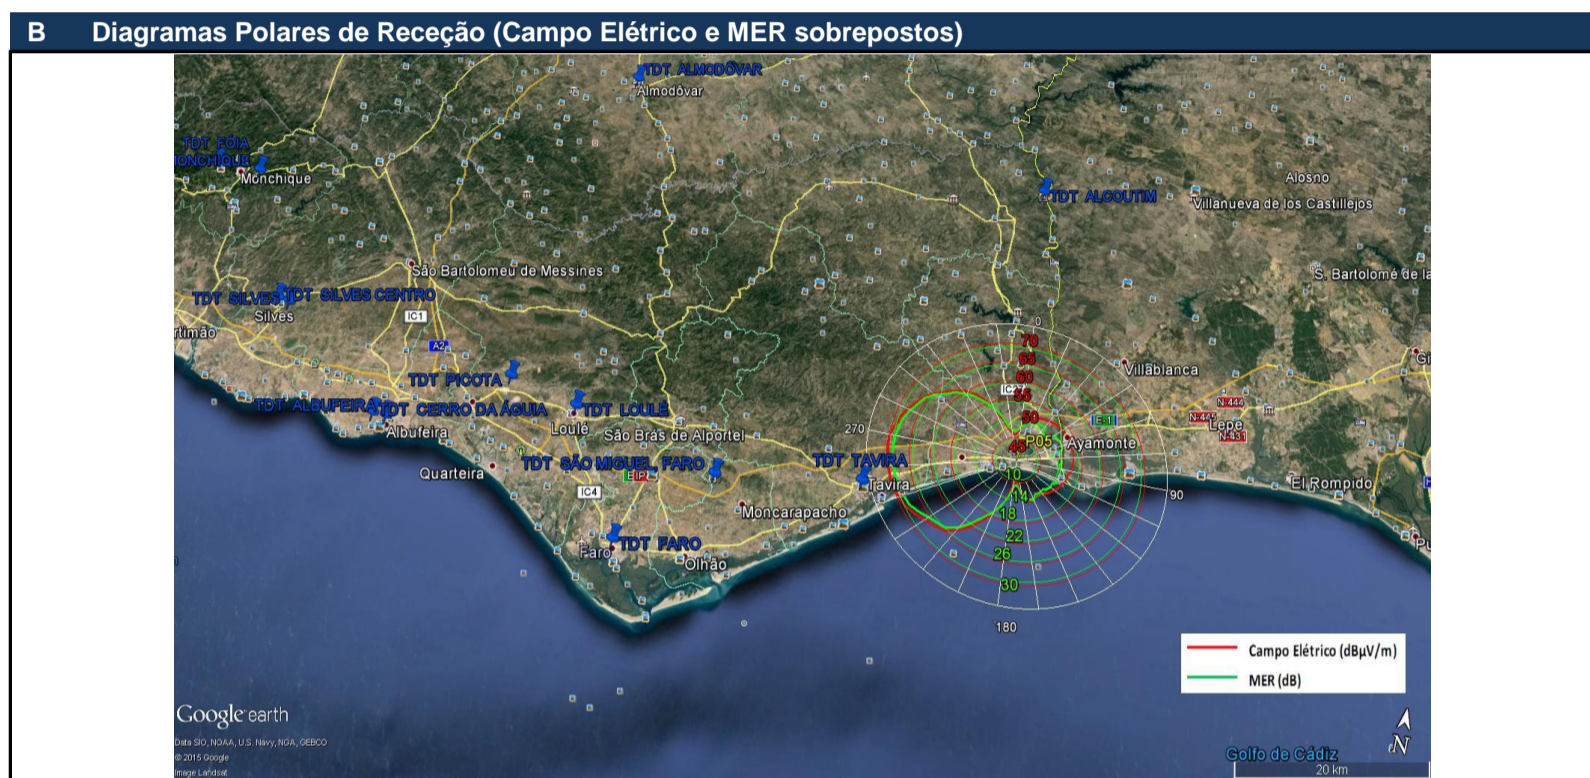 B Diagramas Polares de Receção (Campo Elétrico e MER sobrepostos)
TDT ALMODÔVAR
Almodôvar
TDT FÓIA
MONCHIQUE
Monchique
TDT ALCOUTIM
Alosno
Villanueva de los Castillejos
São Bartolomeu de Messines
S. Bartolomé de la
TDT SILVES
TDT SILVES CENTRO
Silves
IC1
rtimão
A2
0
70
65
60
55
50
45
IC27
Villablanca
Gi
TDT PICOTA
TDT ALBUFEIRA
TDT CERRO DA ÁGUIA
TDT LOULÉ
Albufeira
Loulé
São Brás de Alportel
270
P05
Ayamonte
E-1
N-444
N-445
Lepe
N-431
Quarteira
TDT SÃO MIGUEL FARO
TDT TAVIRA
Tavira
IC4
Moncarapacho
10
14
18
22
26
30
90
El Rompido
Pu
TDT FARO
Faro
Olhão
180
Campo Elétrico (dBµV/m)
MER (dB)
Google earth
Data SIO, NOAA, U.S. Navy, NGA, GEBCO
© 2015 Google
Image Landsat
N
Golfo de Cádiz
20 km